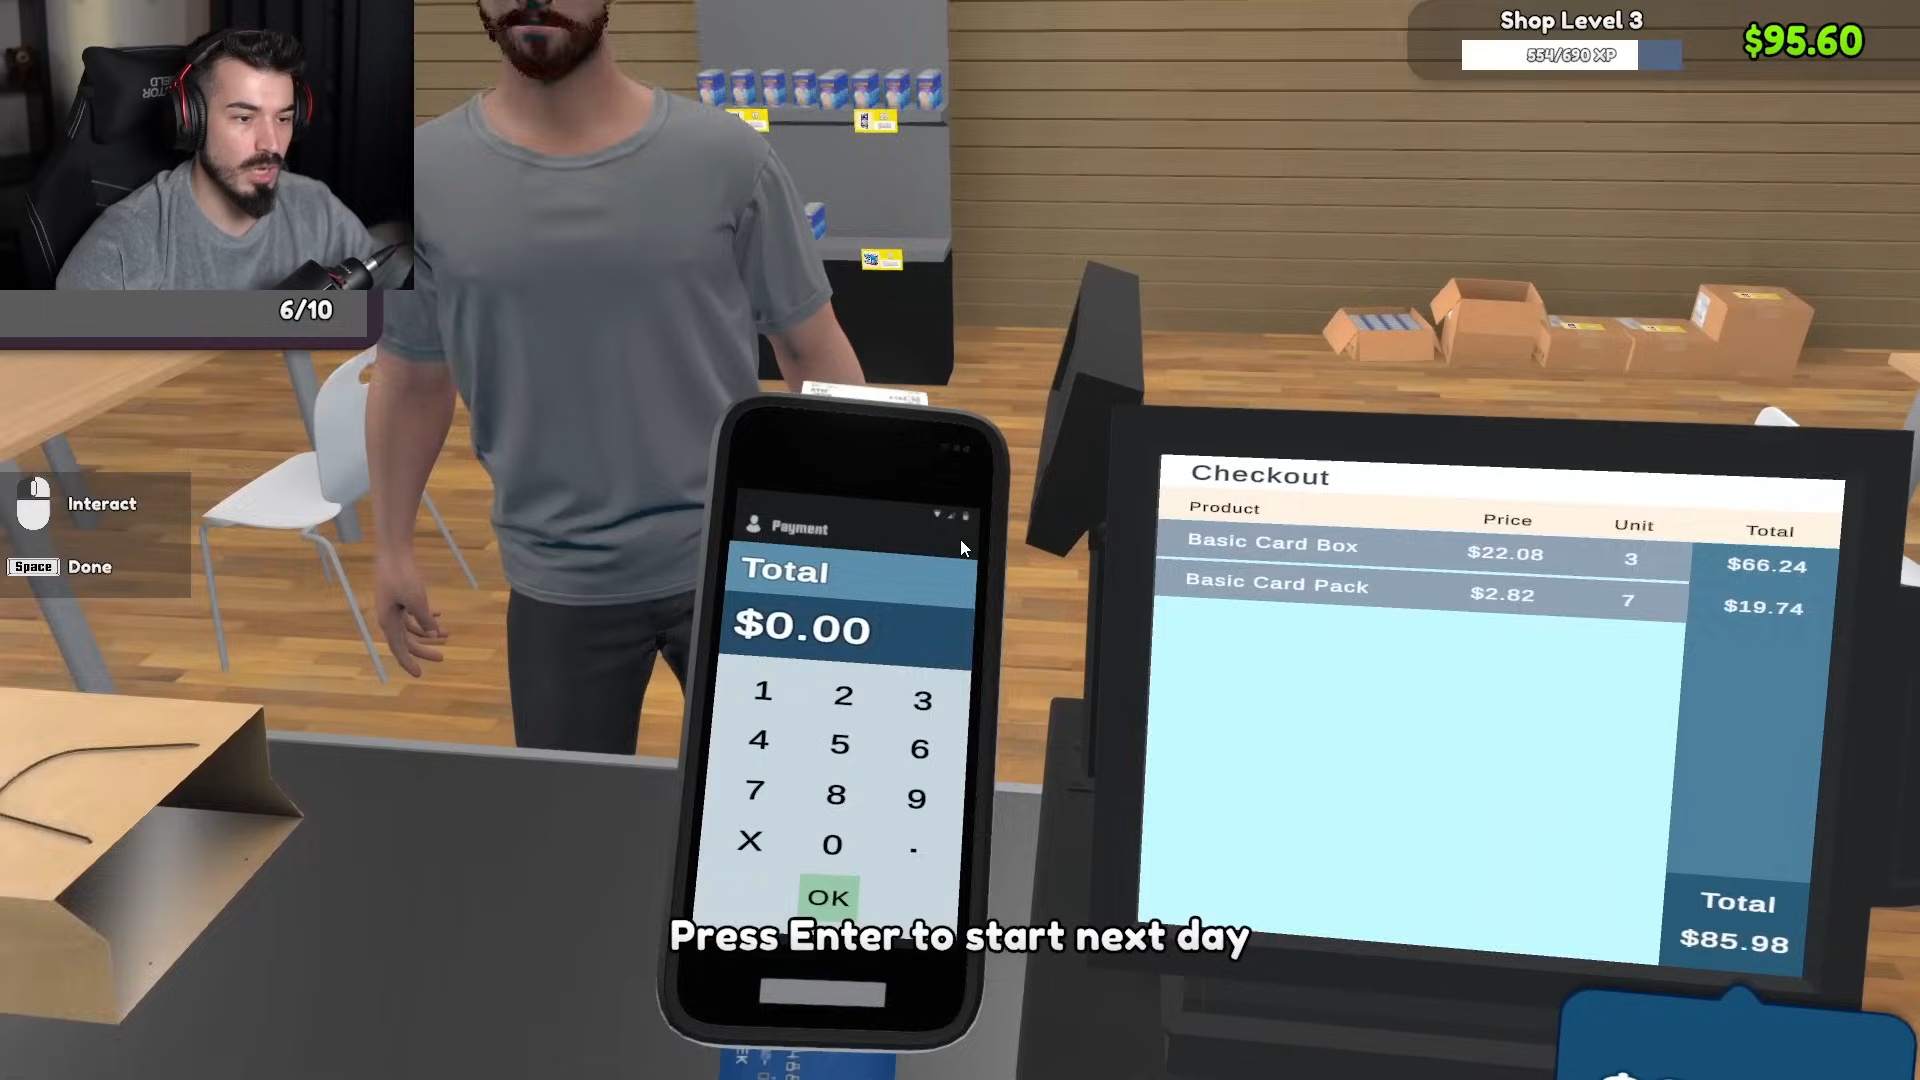 Shop Level 3
554/690 XP
$95.60
6/10
Interact
Space Done
Payment
Total
$0.00
1 2 3
4 5 6
7 8 9
X 0 .
OK
Checkout
Product Price Unit Total
Basic Card Box $22.08 3 $66.24
Basic Card Pack $2.82 7 $19.74
Total
$85.98
Press Enter to start next day